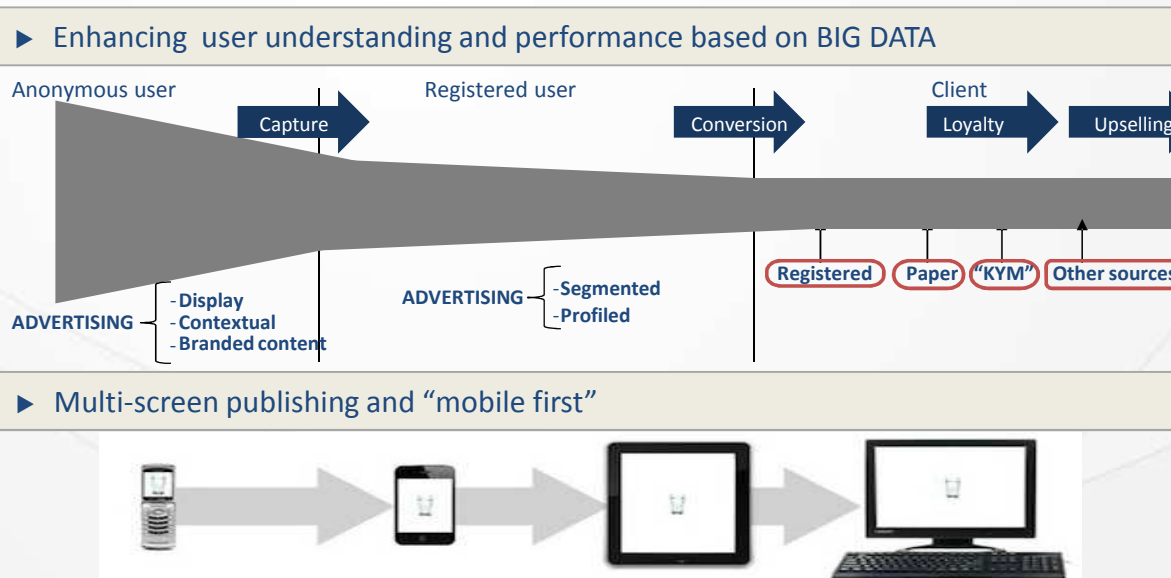 ▶ Enhancing user understanding and performance based on BIG DATA
Anonymous user
Registered user
Client
Capture
Conversion
Loyalty
Upselling
Registered
Paper
"KYM"
Other sources
ADVERTISING
-Display
-Contextual
-Branded content
ADVERTISING
-Segmented
-Profiled
▶ Multi-screen publishing and “mobile first”